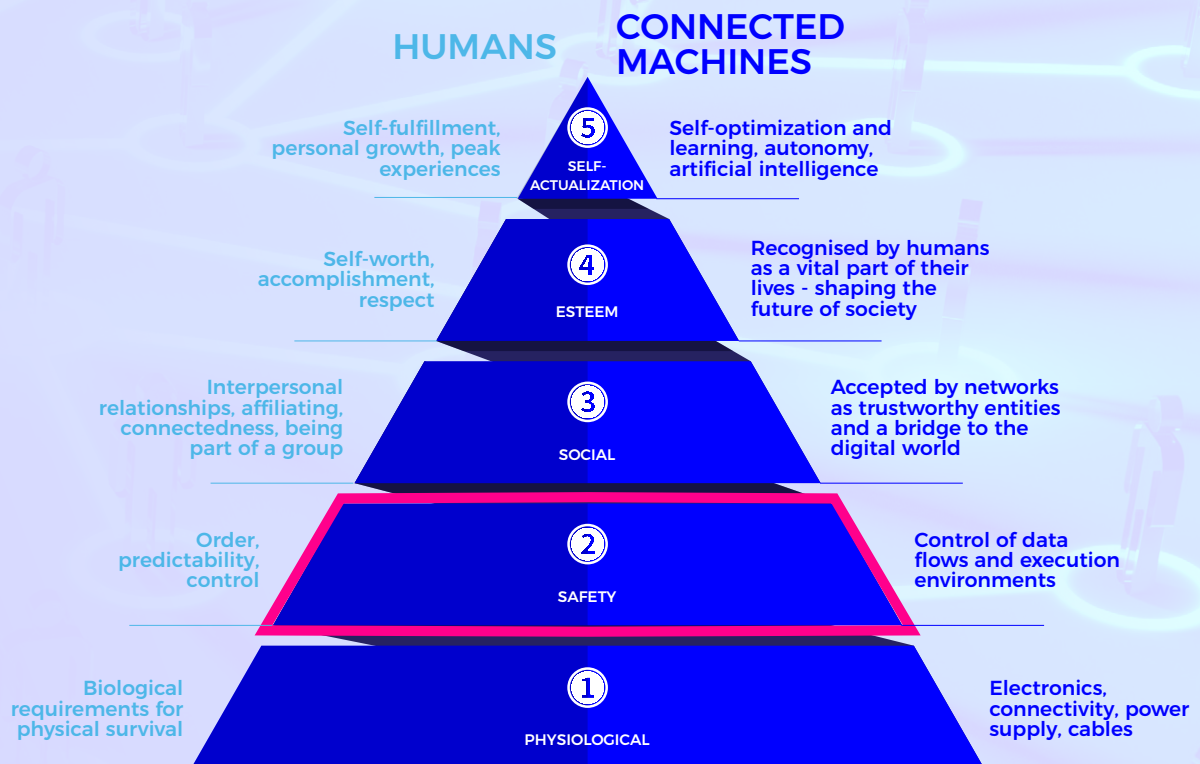 HUMANS
CONNECTED
MACHINES
Self-fulfillment,
personal growth, peak
experiences
5
SELF-
ACTUALIZATION
Self-optimization and
learning, autonomy,
artificial intelligence
Self-worth,
accomplishment,
respect
4
ESTEEM
Recognised by humans
as a vital part of their
lives - shaping the
future of society
Interpersonal
relationships, affiliating,
connectedness, being
part of a group
3
SOCIAL
Accepted by networks
as trustworthy entities
and a bridge to the
digital world
Order,
predictability,
control
2
SAFETY
Control of data
flows and execution
environments
Biological
requirements for
physical survival
1
PHYSIOLOGICAL
Electronics,
connectivity, power
supply, cables